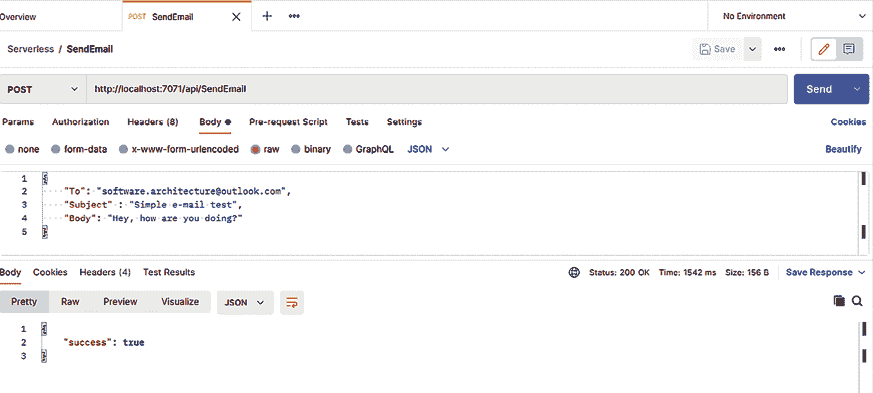 Overview POST SendEmail No Environment
Serverless / SendEmail Save
POST http://localhost:7071/api/SendEmail Send
Params Authorization Headers (8) Body Pre-request Script Tests Settings Cookies
none form-data x-www-form-urlencoded raw binary GraphQL JSON Beautify
1 {
2 "To": "software.architecture@outlook.com",
3 "Subject" : "Simple e-mail test",
4 "Body": "Hey, how are you doing?"
5 }
Body Cookies Headers (4) Test Results Status: 200 OK Time: 1542 ms Size: 156 B Save Response
Pretty Raw Preview Visualize JSON
1 {
2 "success": true
3 }